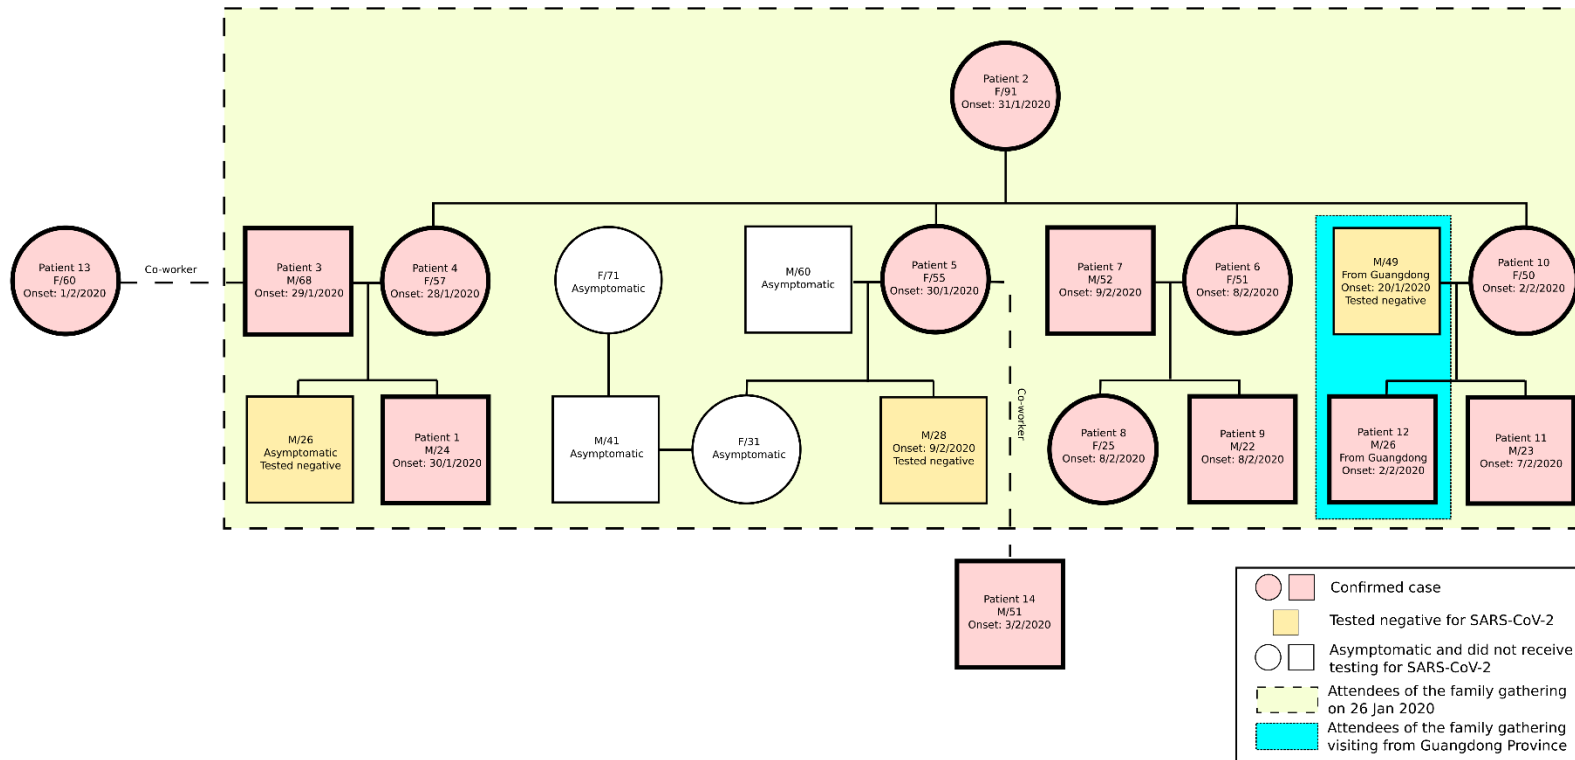 Patient 2
F/91
Onset: 31/1/2020
Patient 13
F/60
Onset: 1/2/2020
Co-worker
Patient 3
M/68
Onset: 29/1/2020
Patient 4
F/57
Onset: 28/1/2020
F/71
Asymptomatic
M/60
Asymptomatic
Patient 5
F/55
Onset: 30/1/2020
Patient 7
M/52
Onset: 9/2/2020
Patient 6
F/51
Onset: 8/2/2020
M/49
From Guangdong
Onset: 20/1/2020
Tested negative
Patient 10
F/50
Onset: 2/2/2020
M/26
Asymptomatic
Tested negative
Patient 1
M/24
Onset: 30/1/2020
M/41
Asymptomatic
F/31
Asymptomatic
M/28
Onset: 9/2/2020
Tested negative
Co-worker
Patient 8
F/25
Onset: 8/2/2020
Patient 9
M/22
Onset: 8/2/2020
Patient 12
M/26
From Guangdong
Onset: 2/2/2020
Patient 11
M/23
Onset: 7/2/2020
Patient 14
M/51
Onset: 3/2/2020
Confirmed case
Tested negative for SARS-CoV-2
Asymptomatic and did not receive
testing for SARS-CoV-2
Attendees of the family gathering
on 26 Jan 2020
Attendees of the family gathering
visiting from Guangdong Province